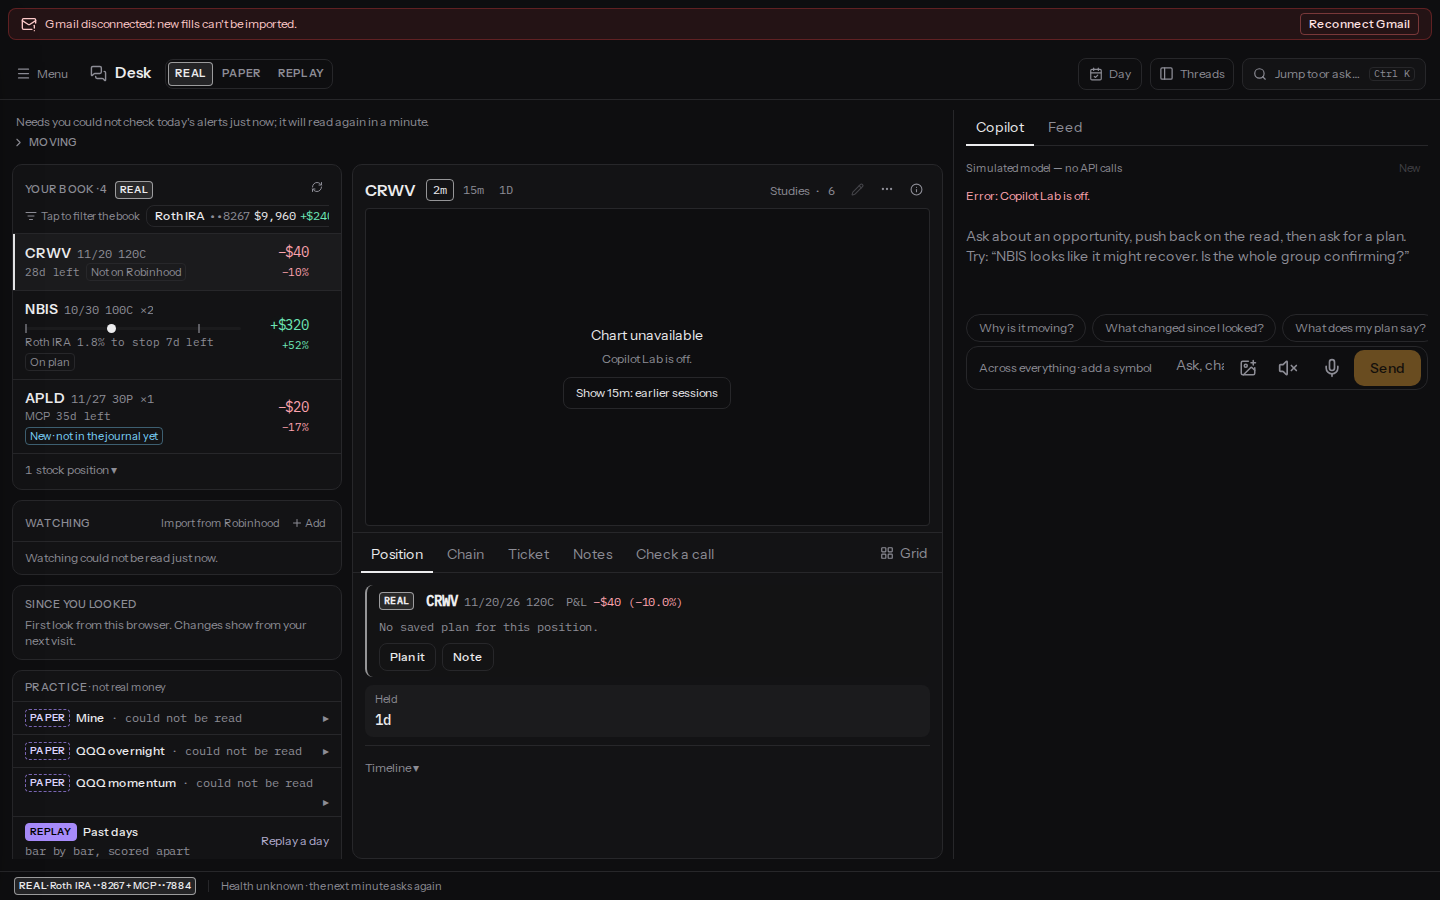 Gmail disconnected: new fills can't be imported.
Reconnect Gmail
Menu
Desk
REAL PAPER REPLAY
Day
Threads
Jump to or ask... Ctrl K
Needs you could not check today's alerts just now; it will read again in a minute.
MOVING
YOUR BOOK · 4 REAL
Tap to filter the book Roth IRA ••8267 $9,960 +$240
CRWV 11/20 120C −$40
28d left Not on Robinhood −10%
NBIS 10/30 100C ×2 +$320
Roth IRA 1.8% to stop 7d left +52%
On plan
APLD 11/27 30P ×1 −$20
MCP 35d left −17%
New · not in the journal yet
1 stock position ▾
WATCHING Import from Robinhood + Add
Watching could not be read just now.
SINCE YOU LOOKED
First look from this browser. Changes show from your
next visit.
PRACTICE · not real money
PAPER Mine · could not be read ▸
PAPER QQQ overnight · could not be read ▸
PAPER QQQ momentum · could not be read ▸
REPLAY Past days
bar by bar, scored apart
Replay a day
CRWV 2m 15m 1D
Studies · 6
Chart unavailable
Copilot Lab is off.
Show 15m: earlier sessions
Position Chain Ticket Notes Check a call Grid
REAL CRWV 11/20/26 120C P&L −$40 (−10.0%)
No saved plan for this position.
Plan it Note
Held
1d
Timeline ▾
Copilot Feed
Simulated model — no API calls New
Error: Copilot Lab is off.
Ask about an opportunity, push back on the read, then ask for a plan.
Try: “NBIS looks like it might recover. Is the whole group confirming?”
Why is it moving? What changed since I looked? What does my plan say?
Across everything · add a symbol Ask, cha Send
REAL · Roth IRA ••8267 + MCP ••7884 Health unknown · the next minute asks again